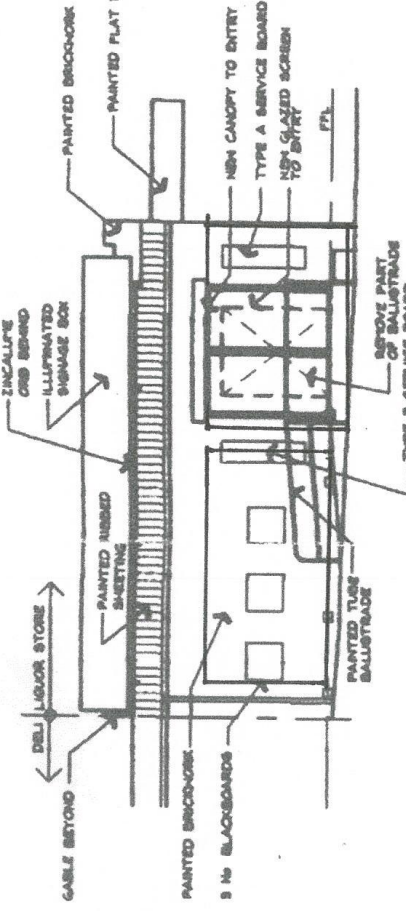 DELI LIQUOR STORE
GABLE BEYOND
ZINCALUME
ORB BEHIND
ILLUMINATED
SIGNAGE BOX
PAINTED RIBBED
SHEETING
PAINTED BRICKWORK
PAINTED FLAT
PAINTED BRICKWORK
3 No BLACKBOARDS
NEW CANOPY TO ENTRY
TYPE A SERVICE BOARD
NEW GLAZED SCREEN
TO ENTRY
FFL
REMOVE PART
OF BALUSTRADE
PAINTED TUBE
BALUSTRADE